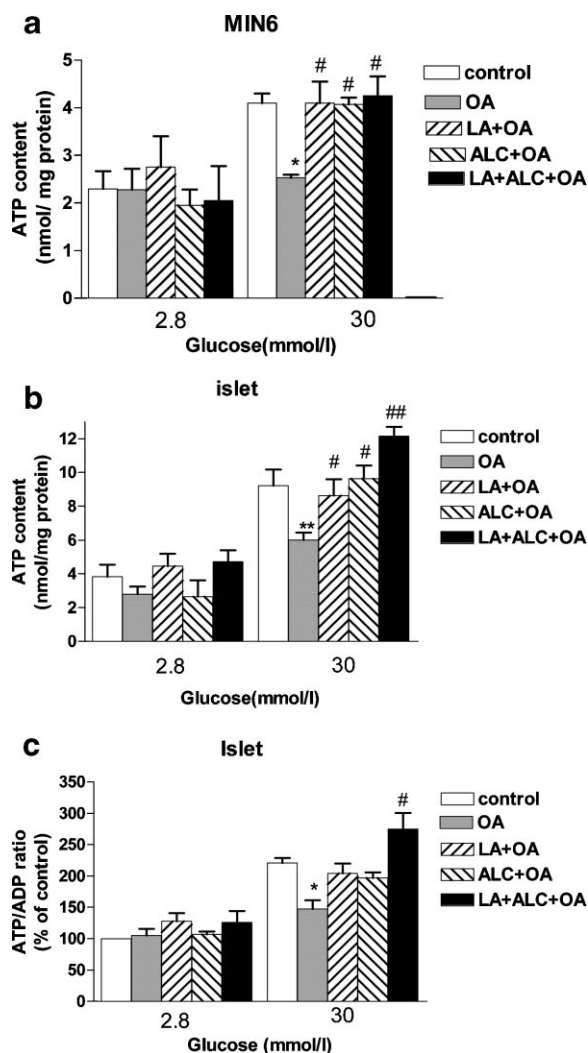 a
MIN6
ATP content
(nmol/ mg protein)
5
4
3
2
1
0
# # #
*
control
OA
LA+OA
ALC+OA
LA+ALC+OA
2.8 30
Glucose(mmol/l)
b
islet
ATP content
(nmol/mg protein)
12
10
8
6
4
2
0
##
# #
**
control
OA
LA+OA
ALC+OA
LA+ALC+OA
2.8 30
Glucose(mmol/l)
c
Islet
ATP/ADP ratio
(% of control)
350
300
250
200
150
100
50
0
#
*
control
OA
LA+OA
ALC+OA
LA+ALC+OA
2.8 30
Glucose (mmol/l)